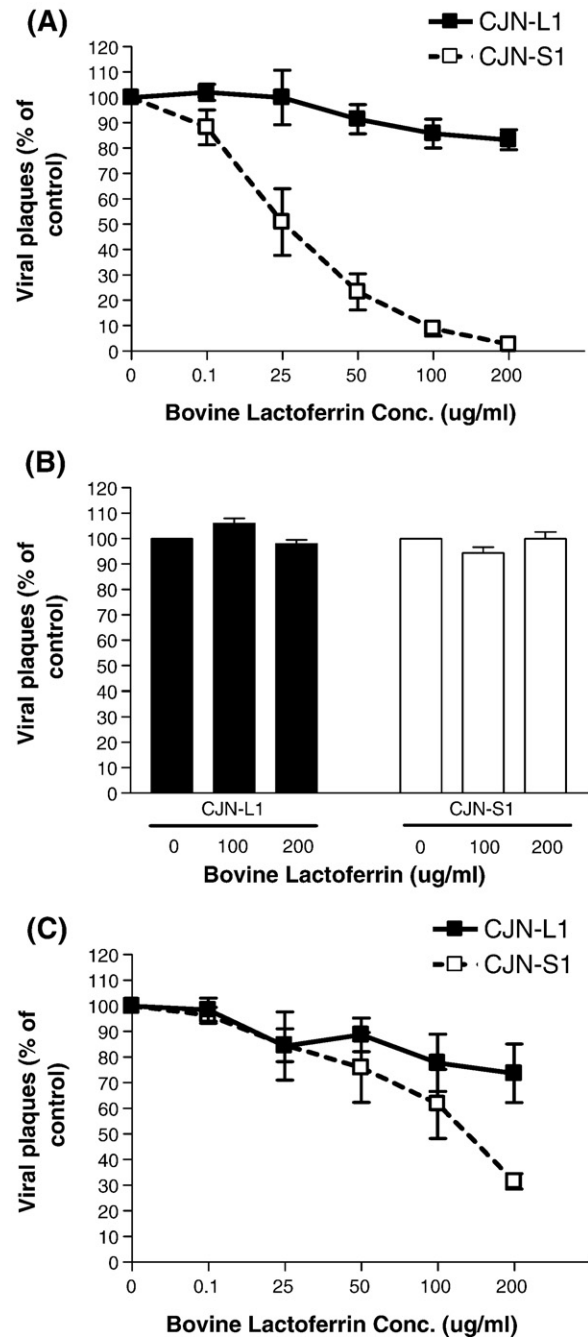 (A)
CJN-L1
CJN-S1
Viral plaques (% of
control)
120
110
100
90
80
70
60
50
40
30
20
10
0
0 0.1 25 50 100 200
Bovine Lactoferrin Conc. (ug/ml)
(B)
Viral plaques (% of
control)
120
110
100
90
80
70
60
50
40
30
20
10
0
CJN-L1 CJN-S1
0 100 200 0 100 200
Bovine Lactoferrin (ug/ml)
(C)
CJN-L1
CJN-S1
Viral plaques (% of
control)
120
110
100
90
80
70
60
50
40
30
20
10
0
0 0.1 25 50 100 200
Bovine Lactoferrin Conc. (ug/ml)